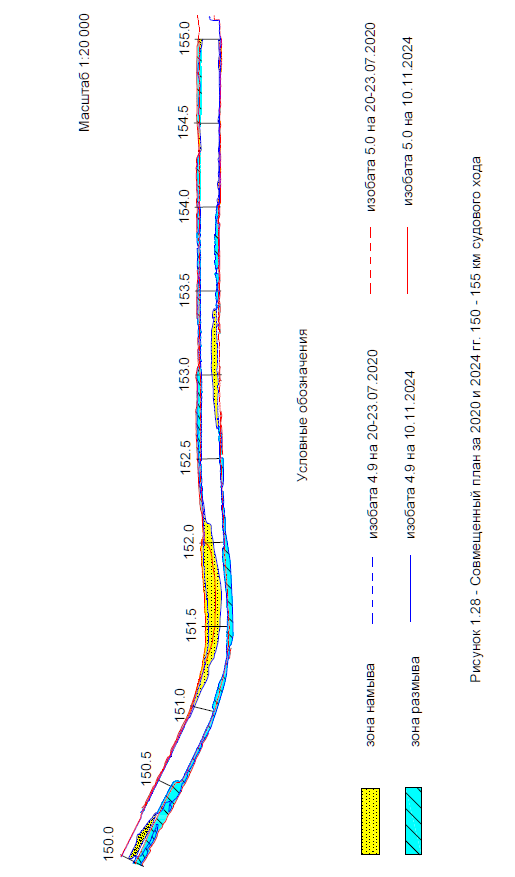 Масштаб 1:20 000
150.0
150.5
151.0
151.5
152.0
152.5
153.0
153.5
154.0
154.5
155.0
Условные обозначения
зона намыва
изобата 4.9 на 20-23.07.2020
изобата 5.0 на 20-23.07.2020
зона размыва
изобата 4.9 на 10.11.2024
изобата 5.0 на 10.11.2024
Рисунок 1.28 - Совмещенный план за 2020 и 2024 гг. 150 - 155 км судового хода